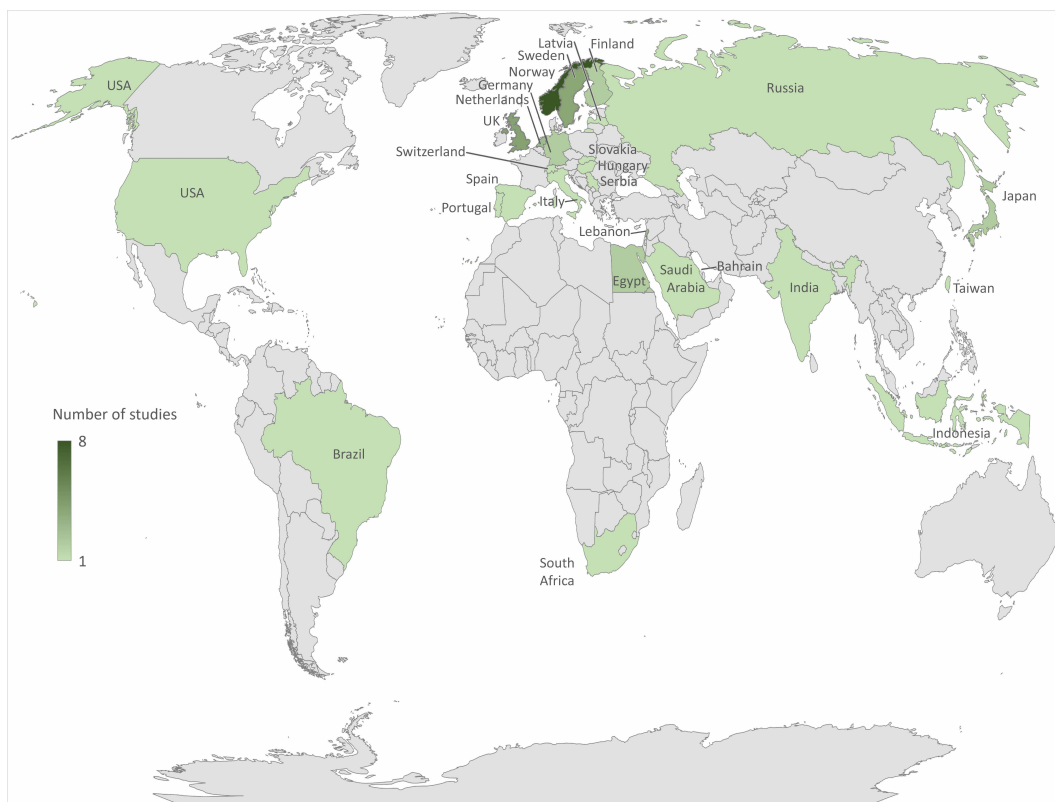 Latvia
Finland
Sweden
Norway
Germany
Netherlands
UK
Switzerland
Spain
Portugal
Italy
Slovakia
Hungary
Serbia
Lebanon
USA
USA
Russia
Japan
Egypt
Saudi
Arabia
Bahrain
India
Taiwan
Indonesia
Number of studies
8
1
Brazil
South
Africa